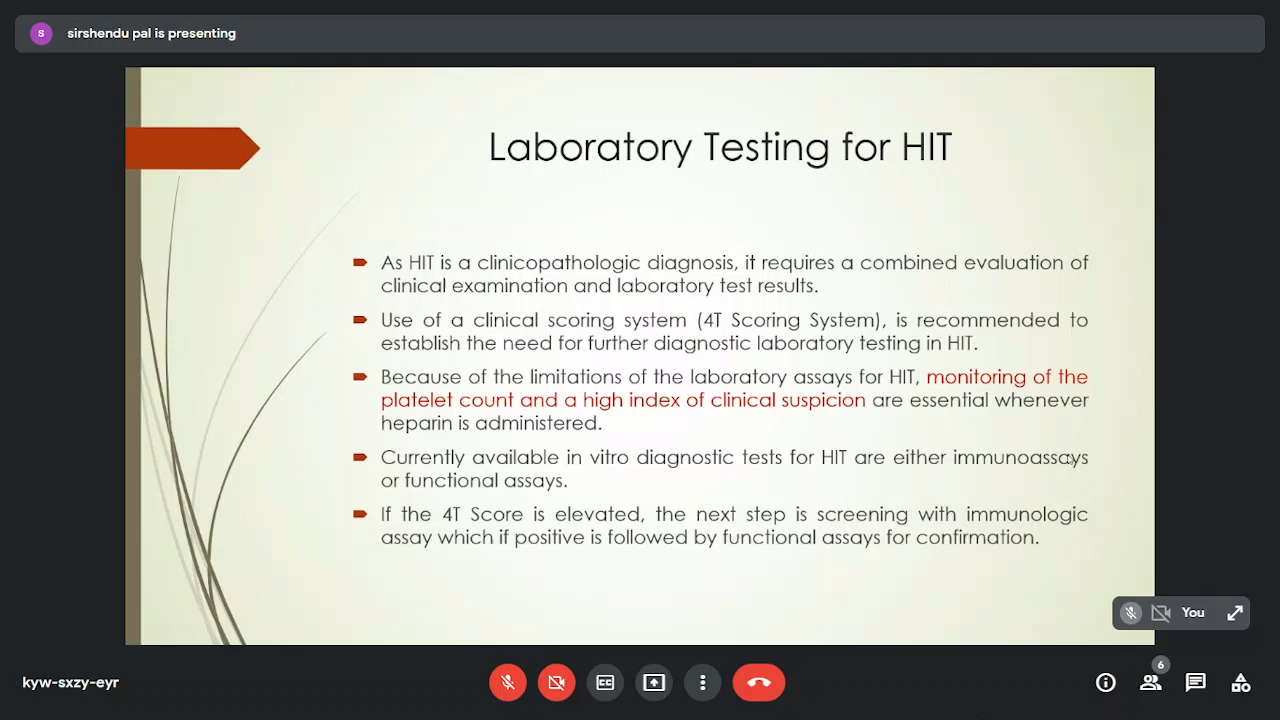 S sirshendu pal is presenting
Laboratory Testing for HIT
As HIT is a clinicopathologic diagnosis, it requires a combined evaluation of
clinical examination and laboratory test results.
Use of a clinical scoring system (4T Scoring System), is recommended to
establish the need for further diagnostic laboratory testing in HIT.
Because of the limitations of the laboratory assays for HIT, monitoring of the
platelet count and a high index of clinical suspicion are essential whenever
heparin is administered.
Currently available in vitro diagnostic tests for HIT are either immunoassays
or functional assays.
If the 4T Score is elevated, the next step is screening with immunologic
assay which if positive is followed by functional assays for confirmation.
You
6
kyw-sxzy-eyr
CC